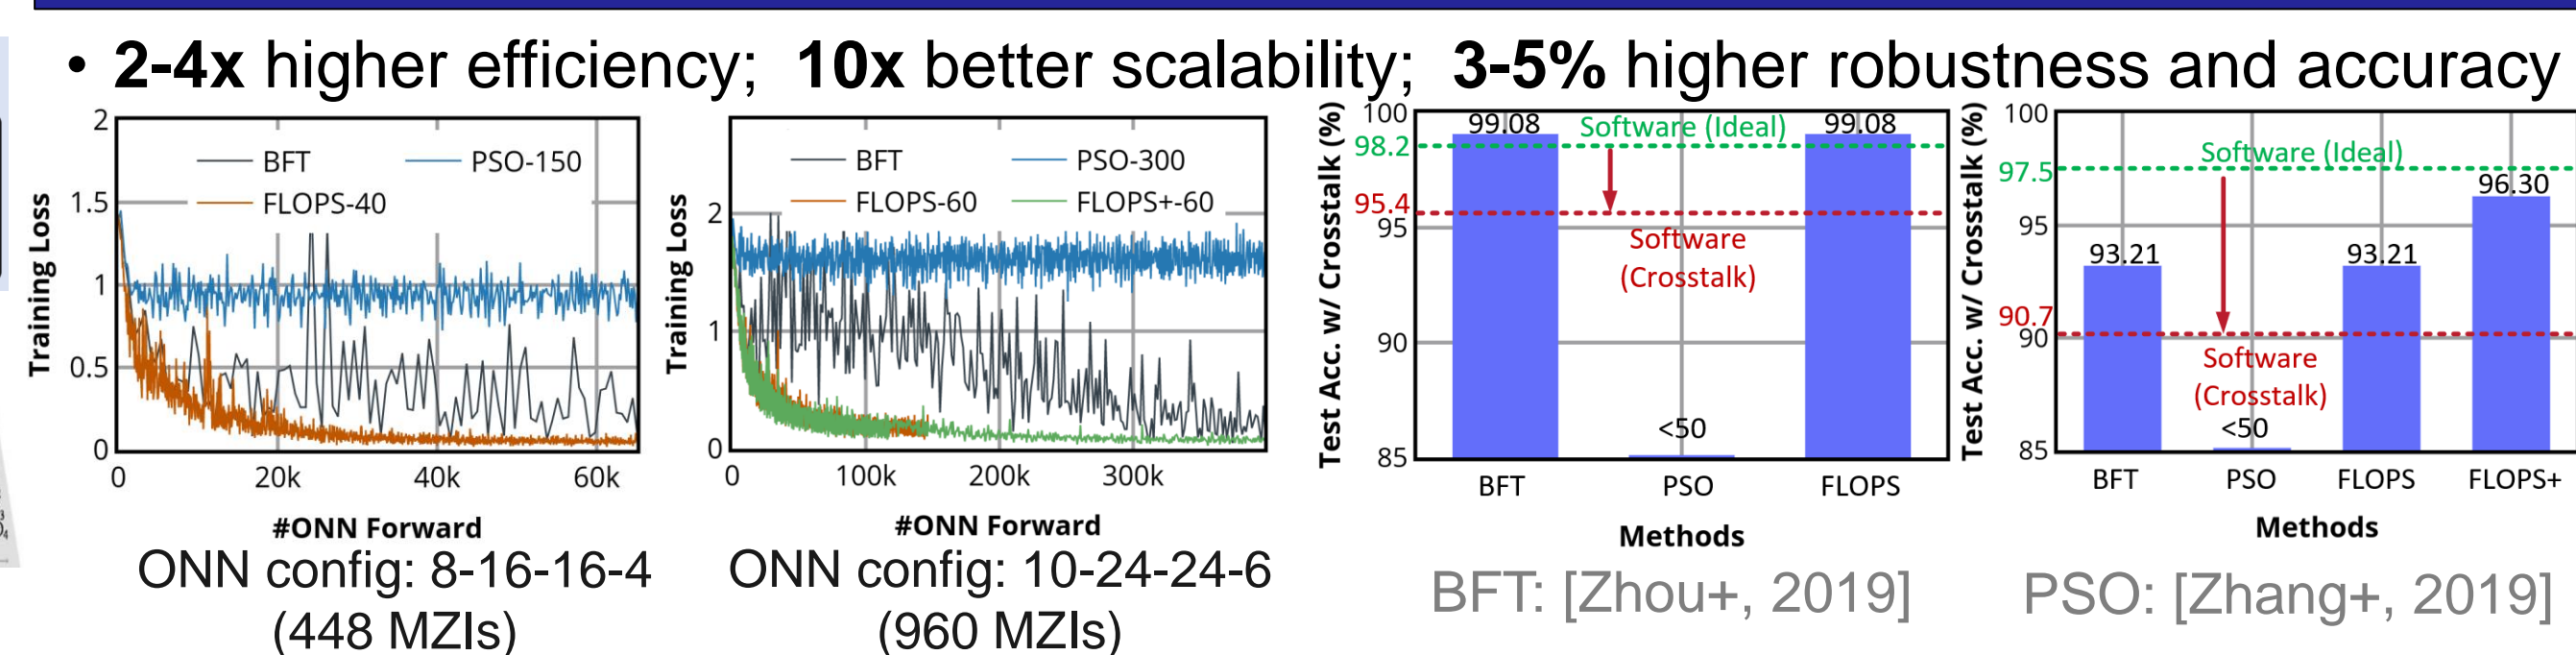 • 2-4x higher efficiency; 10x better scalability; 3-5% higher robustness and accuracy
2
1.5
1
0.5
0
Training Loss
BFT
PSO-150
FLOPS-40
0 20k 40k 60k
#ONN Forward
ONN config: 8-16-16-4
(448 MZIs)
2
1
0
Training Loss
BFT
PSO-300
FLOPS-60
FLOPS+-60
0 100k 200k 300k
#ONN Forward
ONN config: 10-24-24-6
(960 MZIs)
Test Acc. w/ Crosstalk (%)
100
98.2
95.4
95
90
85
99.08
Software (Ideal)
99.08
Software
(Crosstalk)
<50
BFT PSO FLOPS
Methods
BFT: [Zhou+, 2019]
Test Acc. w/ Crosstalk (%)
100
97.5
95
90.7
90
85
Software (Ideal)
96.30
93.21
93.21
Software
(Crosstalk)
<50
BFT PSO FLOPS FLOPS+
Methods
PSO: [Zhang+, 2019]